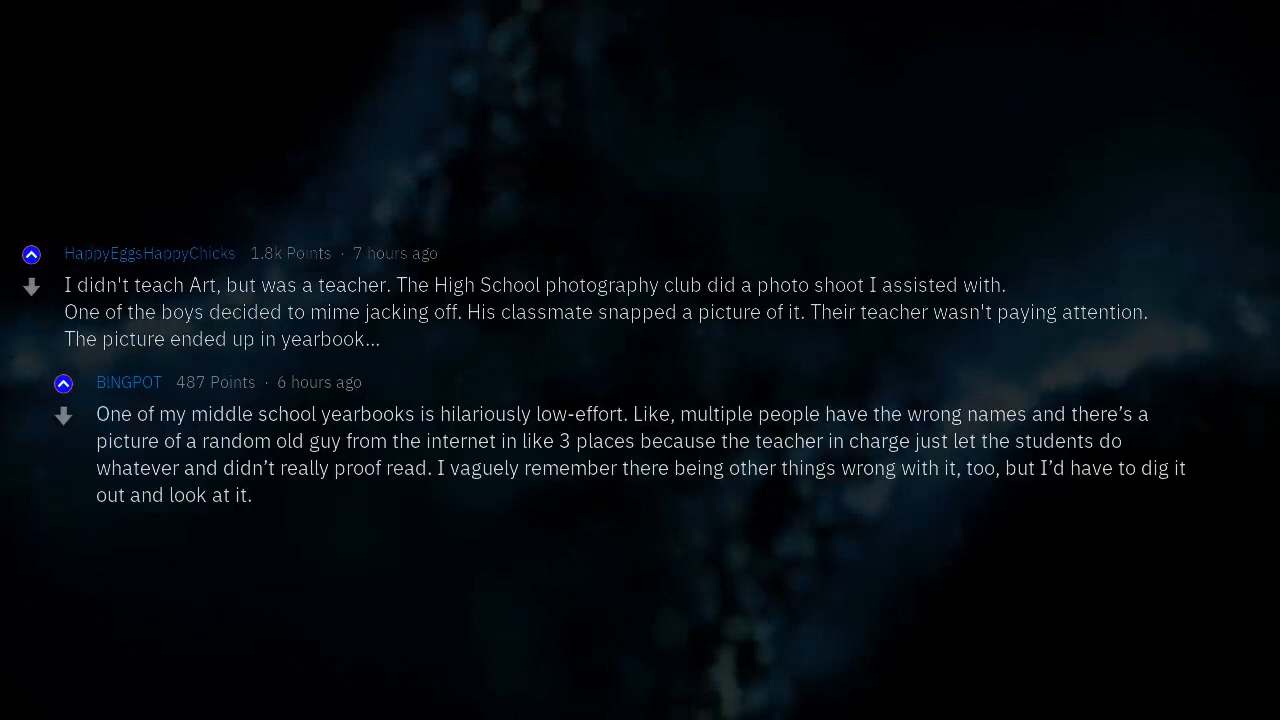 HappyEggsHappyChicks 1.8k Points · 7 hours ago
I didn't teach Art, but was a teacher. The High School photography club did a photo shoot I assisted with.
One of the boys decided to mime jacking off. His classmate snapped a picture of it. Their teacher wasn't paying attention.
The picture ended up in yearbook...
BINGPOT 487 Points · 6 hours ago
One of my middle school yearbooks is hilariously low-effort. Like, multiple people have the wrong names and there’s a
picture of a random old guy from the internet in like 3 places because the teacher in charge just let the students do
whatever and didn’t really proof read. I vaguely remember there being other things wrong with it, too, but I’d have to dig it
out and look at it.